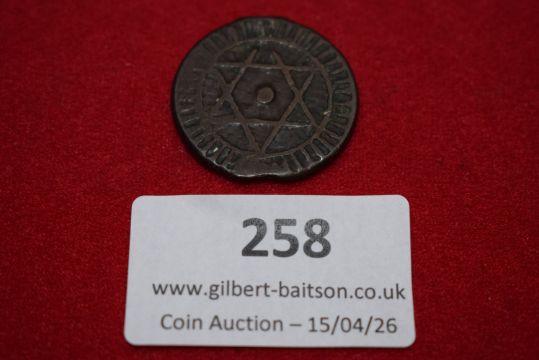 258
www.gilbert-baitson.co.uk
Coin Auction – 15/04/26